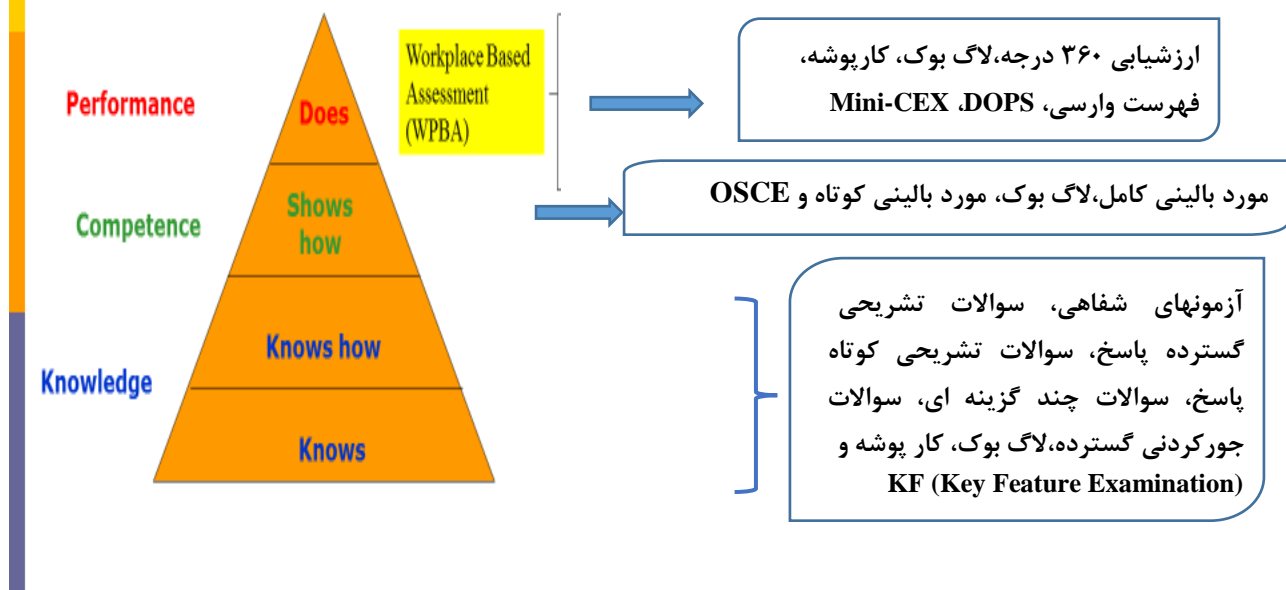 Performance
Does
Workplace Based
Assessment
(WPBA)
ارزشیابی ۳۶۰ درجه،لاگ بوک، کارپوشه،
فهرست وارسی، Mini-CEX ،DOPS
Competence
Shows
how
مورد بالینی کامل،لاگ بوک، مورد بالینی کوتاه و OSCE
Knowledge
Knows how
Knows
آزمونهای شفاهی، سوالات تشریحی
گسترده پاسخ، سوالات تشریحی کوتاه
پاسخ، سوالات چند گزینه ای، سوالات
جورکردنی گسترده،لاگ بوک، کار پوشه و
KF (Key Feature Examination)